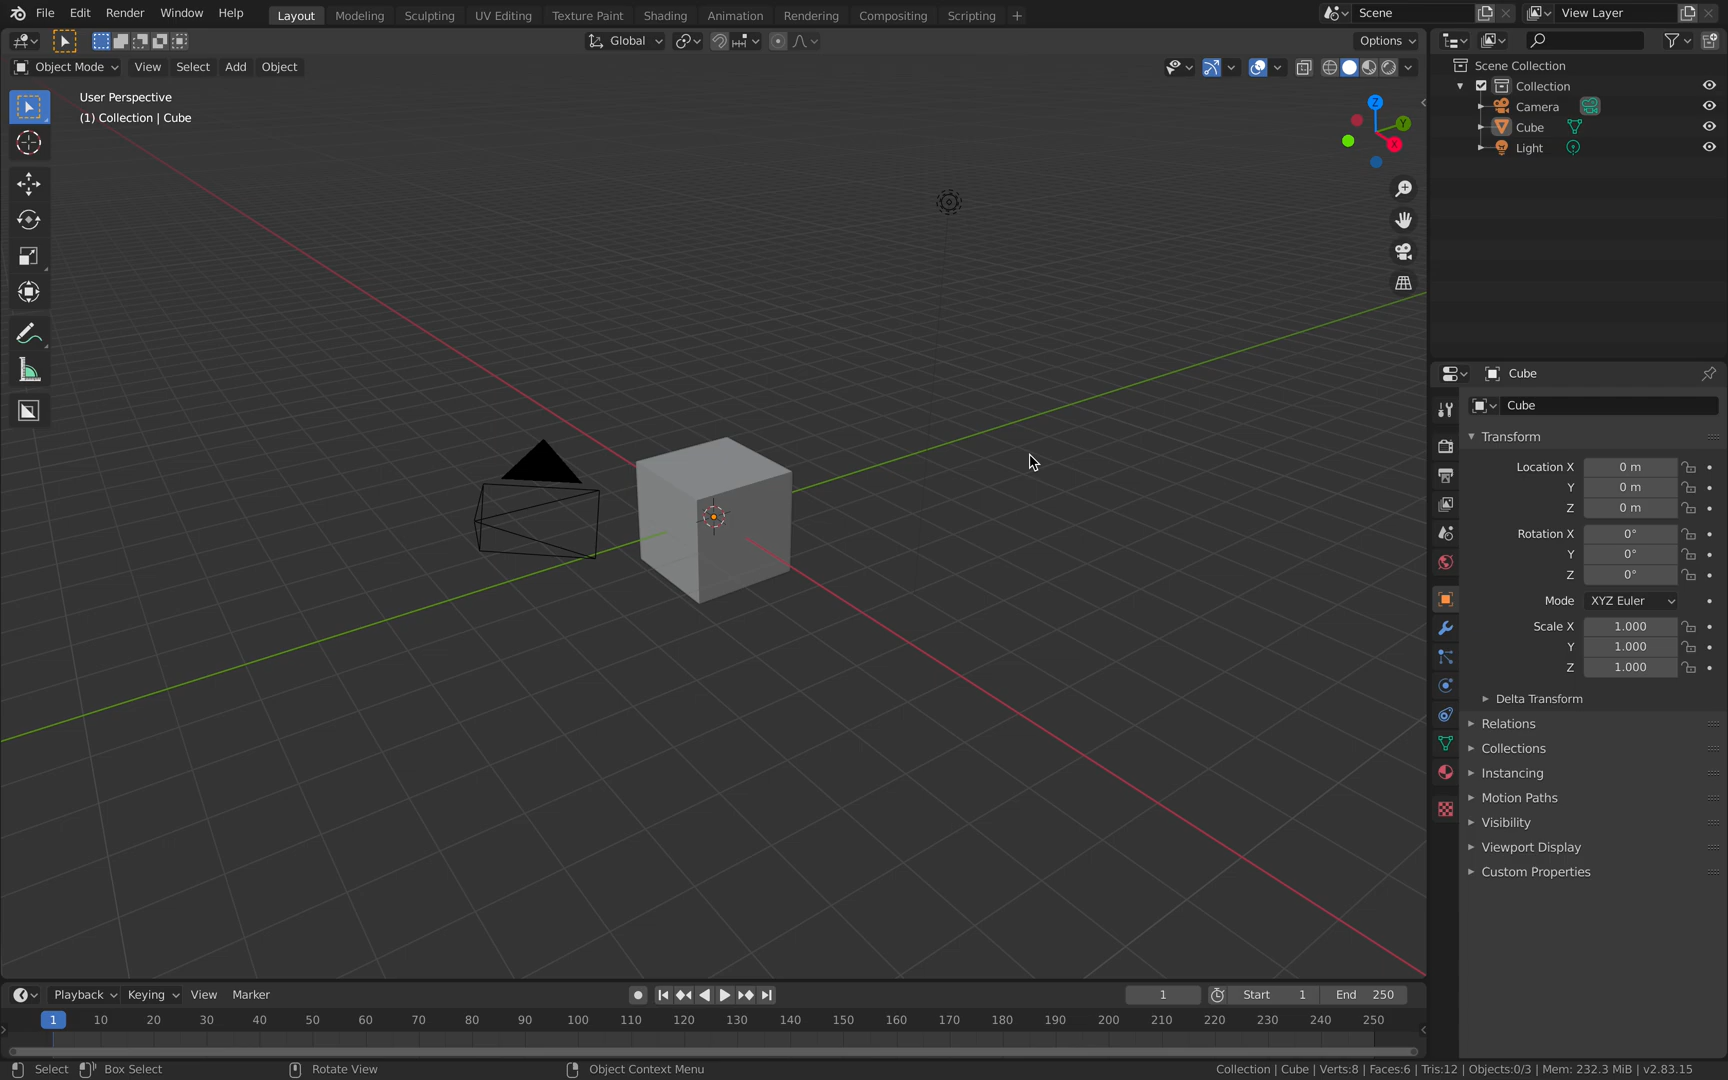 File Edit Render Window Help Layout Modeling Sculpting UV Editing Texture Paint Shading Animation Rendering Compositing Scripting + Scene View Layer
Global Options
Object Mode View Select Add Object
User Perspective
(1) Collection | Cube
Z
Y
X
Scene Collection
Collection
Camera
Cube
Light
Cube
Cube
Transform
Location X 0 m
Y 0 m
Z 0 m
Rotation X 0°
Y 0°
Z 0°
Mode XYZ Euler
Scale X 1.000
Y 1.000
Z 1.000
Delta Transform
Relations
Collections
Instancing
Motion Paths
Visibility
Viewport Display
Custom Properties
Playback Keying View Marker 1 Start 1 End 250
1 10 20 30 40 50 60 70 80 90 100 110 120 130 140 150 160 170 180 190 200 210 220 230 240 250
Select Box Select Rotate View Object Context Menu Collection | Cube | Verts:8 | Faces:6 | Tris:12 | Objects:0/3 | Mem: 232.3 MiB | v2.83.15